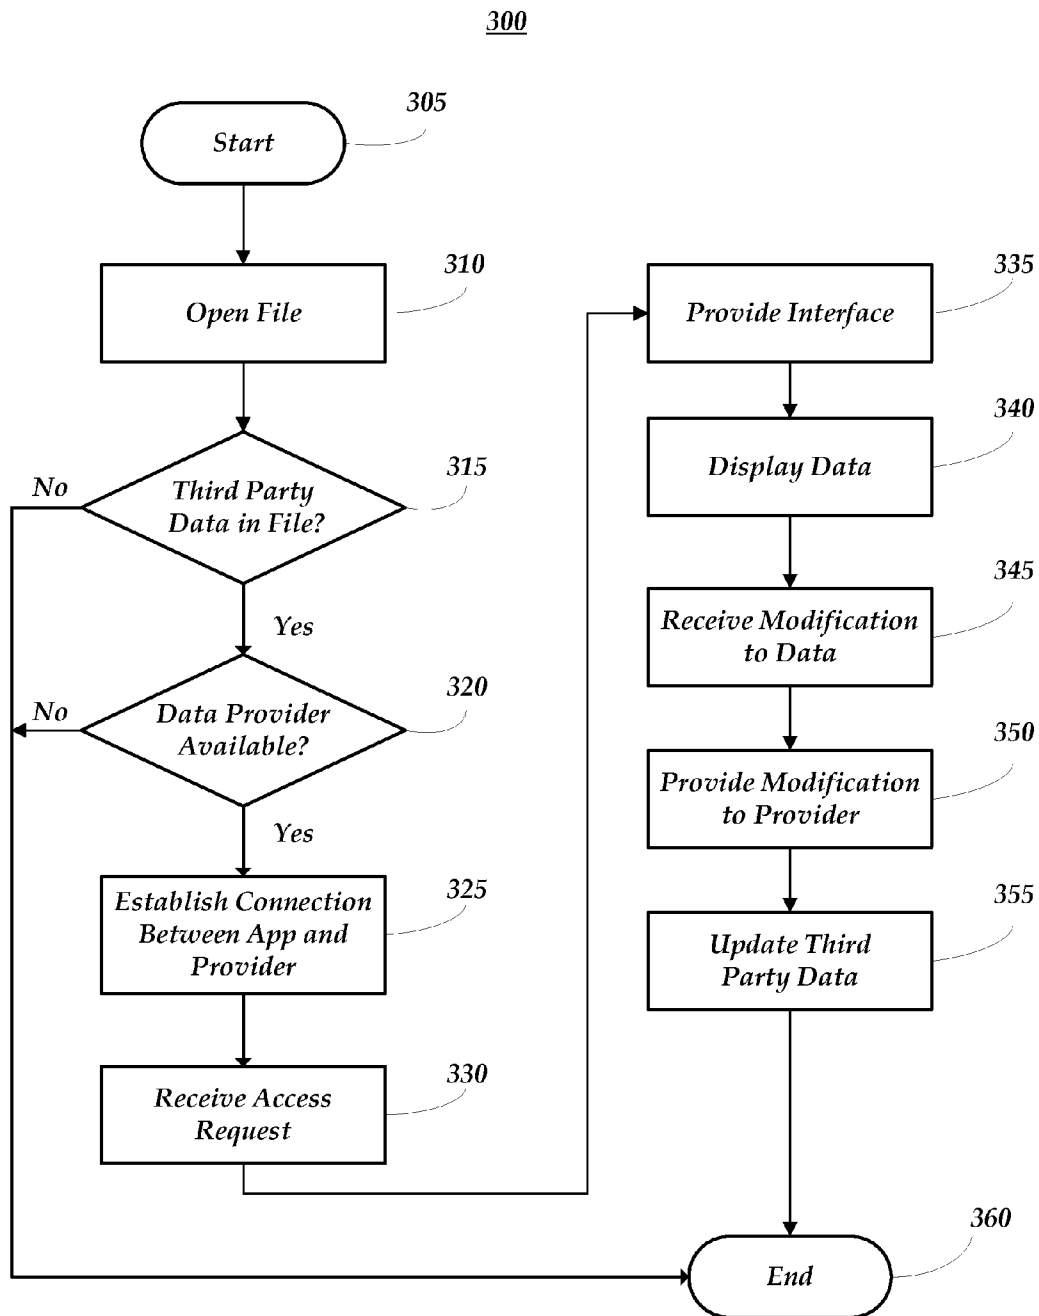 300
305
Start
310
Open File
315
Third Party
Data in File?
No
Yes
320
Data Provider
Available?
No
Yes
325
Establish Connection
Between App and
Provider
330
Receive Access
Request
335
Provide Interface
340
Display Data
345
Receive Modification
to Data
350
Provide Modification
to Provider
355
Update Third
Party Data
360
End